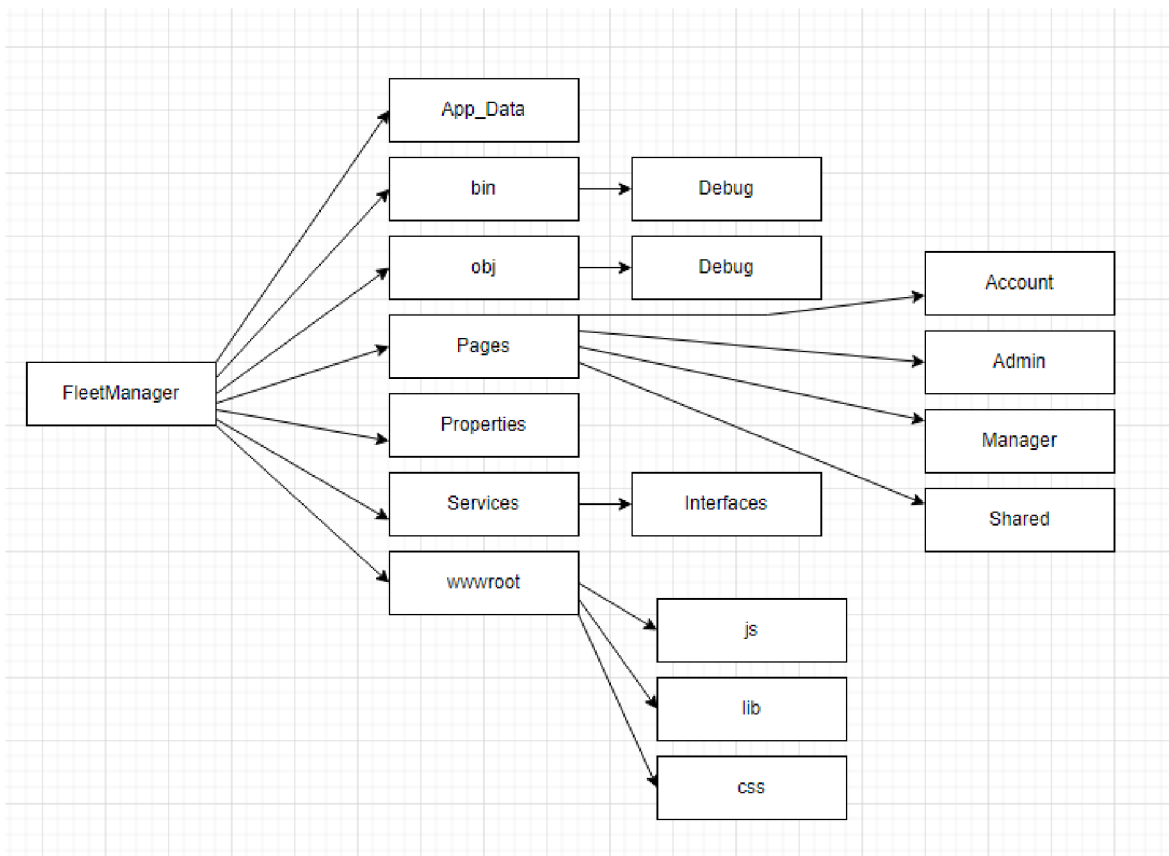 App_Data
bin
Debug
obj
Debug
Account
Pages
Admin
FleetManager
Properties
Manager
Services
Interfaces
Shared
wwwroot
js
lib
css